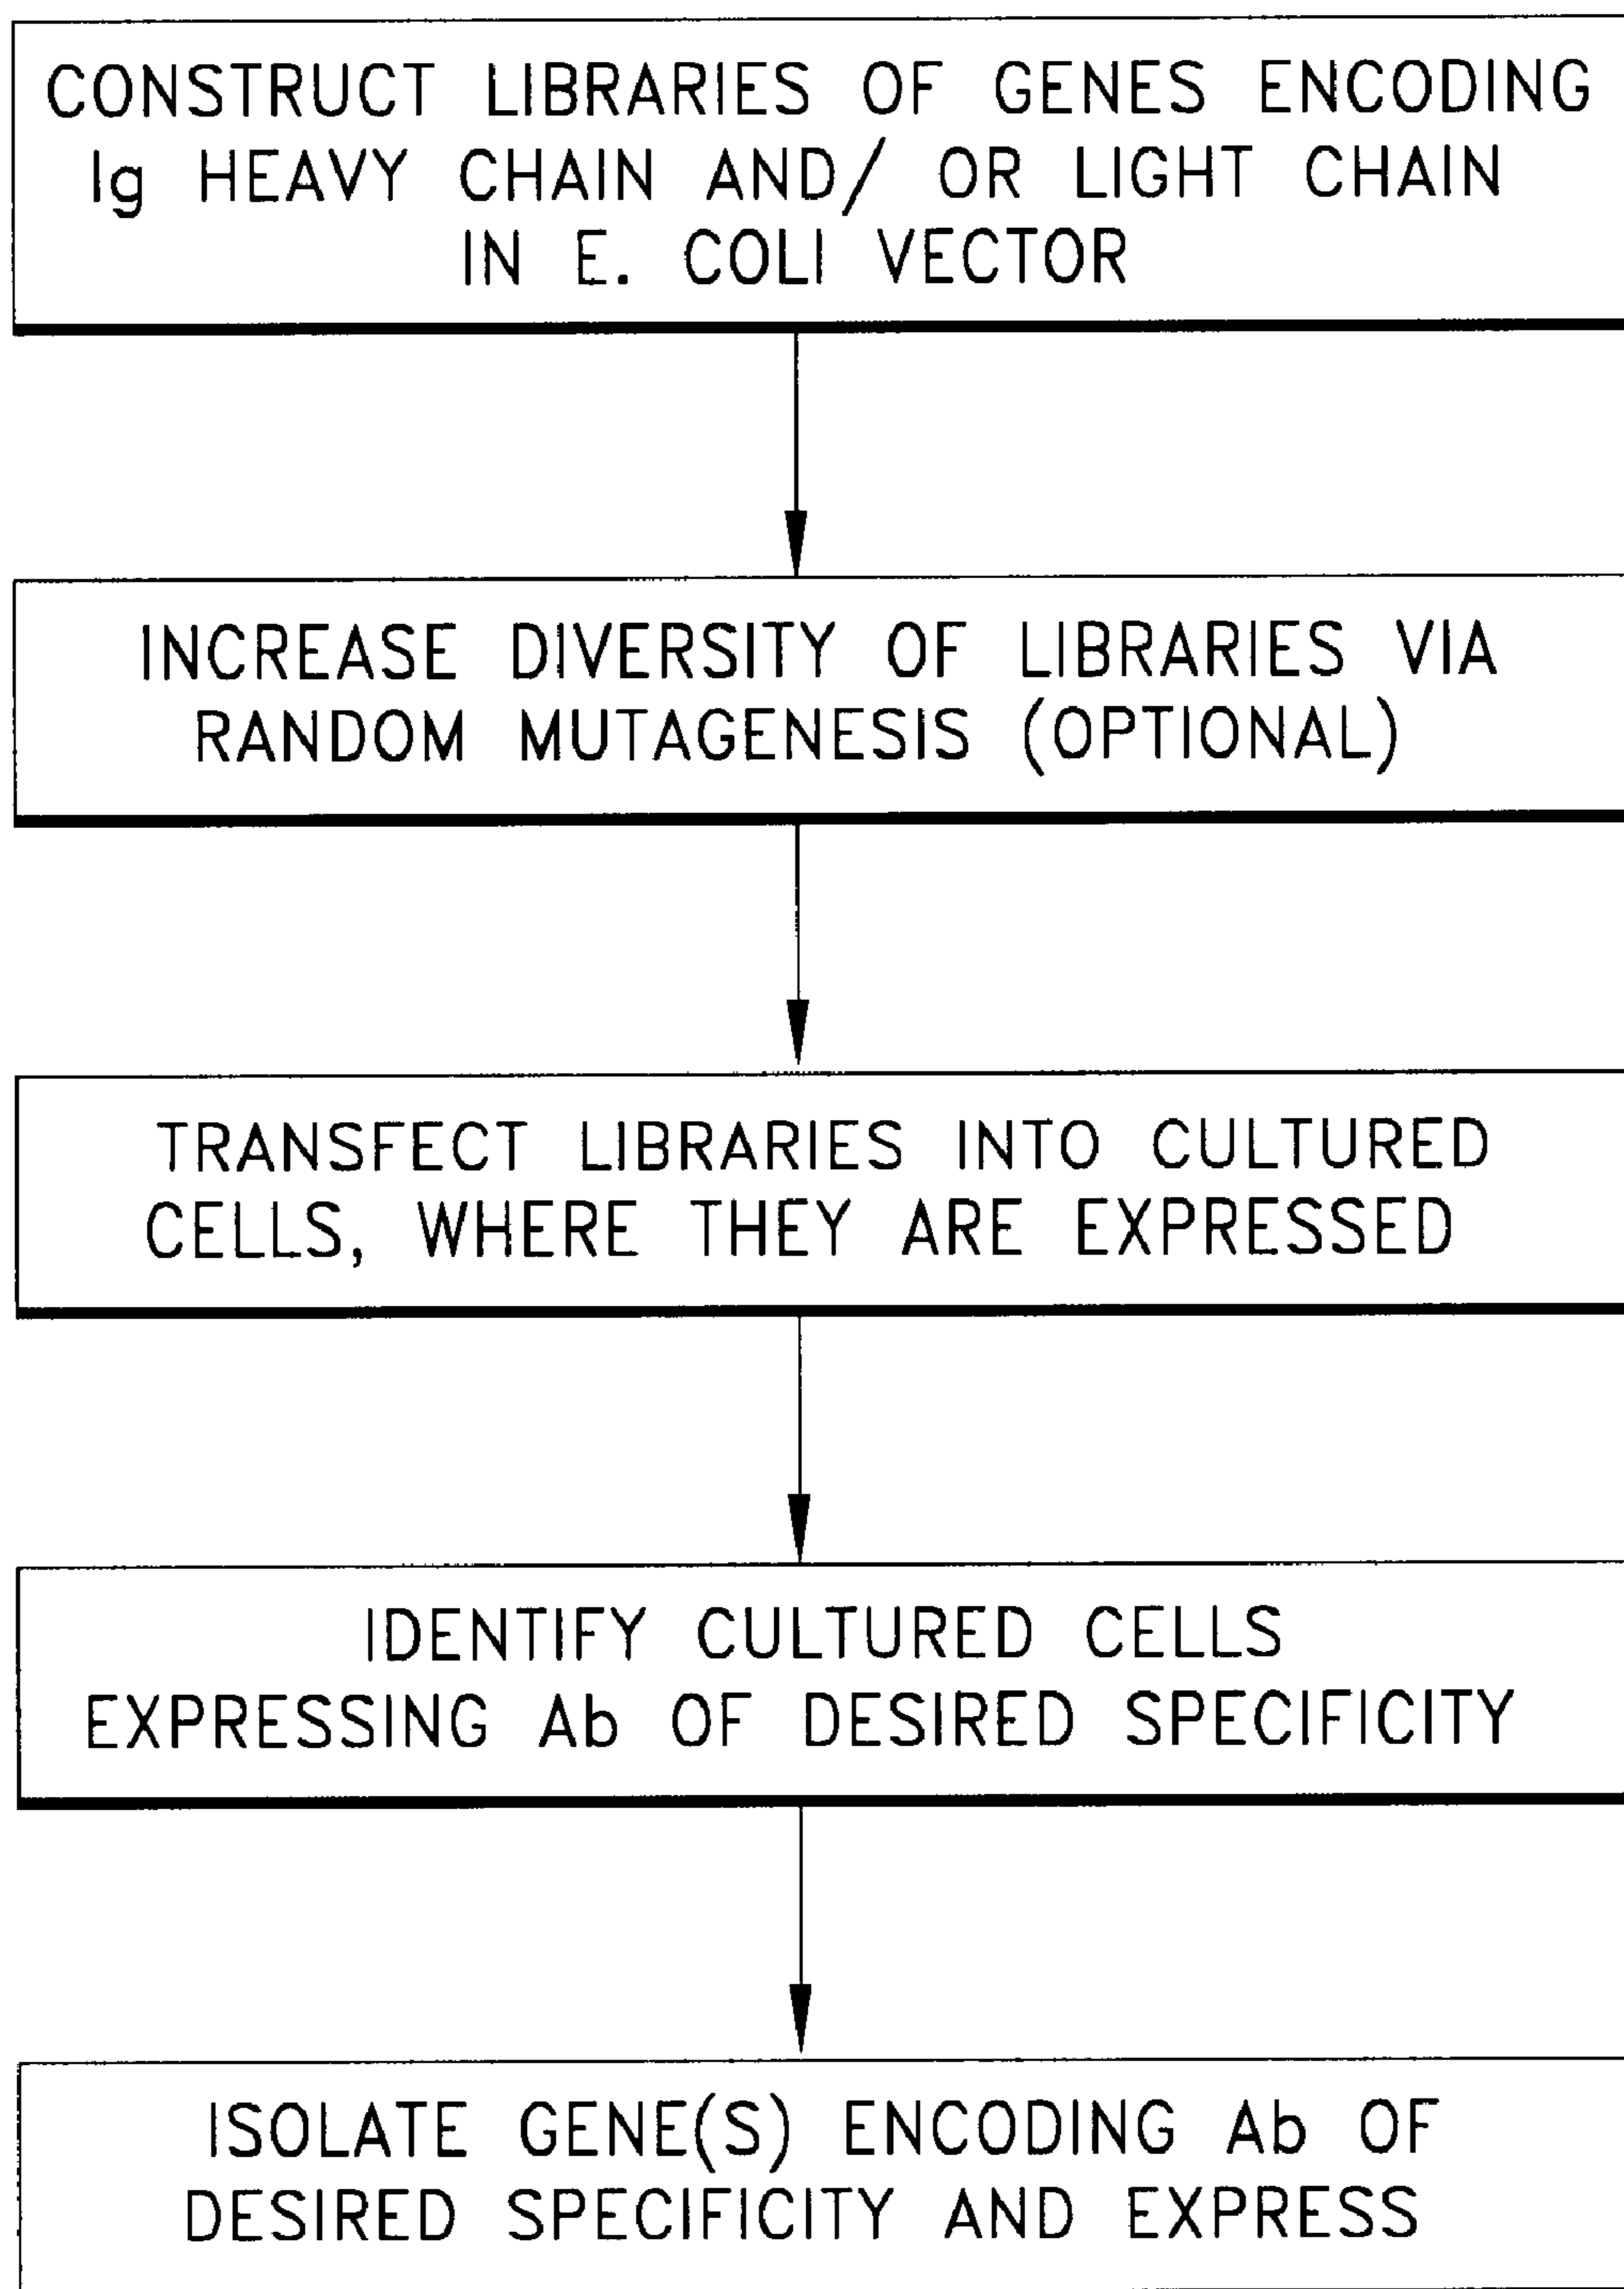 CONSTRUCT LIBRARIES OF GENES ENCODING
Ig HEAVY CHAIN AND/ OR LIGHT CHAIN
IN E. COLI VECTOR
INCREASE DIVERSITY OF LIBRARIES VIA
RANDOM MUTAGENESIS (OPTIONAL)
TRANSFECT LIBRARIES INTO CULTURED
CELLS, WHERE THEY ARE EXPRESSED
IDENTIFY CULTURED CELLS
EXPRESSING Ab OF DESIRED SPECIFICITY
ISOLATE GENE(S) ENCODING Ab OF
DESIRED SPECIFICITY AND EXPRESS